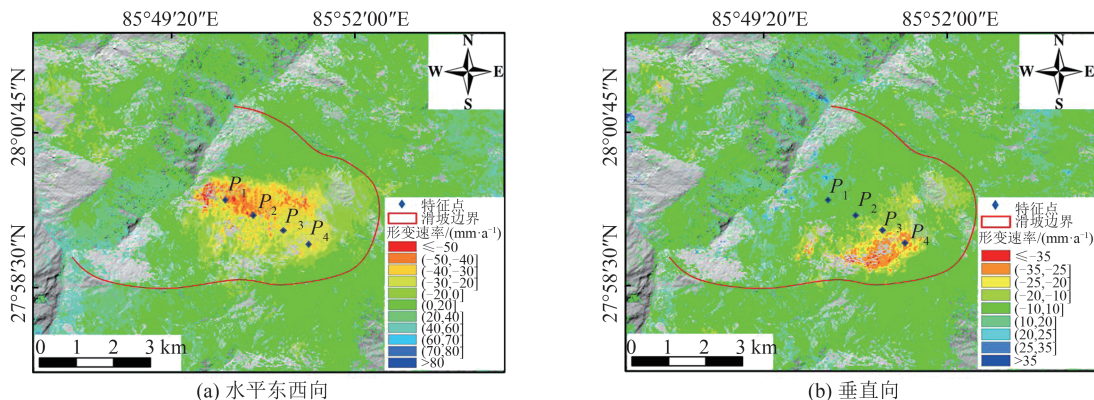 85°49′20″E
85°52′00″E
28°00′45″N
27°58′30″N
N
W
E
S
P1
P2
P3
P4
特征点
滑坡边界
形变速率/(mm·a⁻¹)
≤−50
(−50,−40]
(−40,−30]
(−30,−20]
(−20,0]
(0,20]
(20,40]
(40,60]
(60,70]
(70,80]
>80
0 1 2 3 km
(a) 水平东西向
85°49′20″E
85°52′00″E
28°00′45″N
27°58′30″N
N
W
E
S
P1
P2
P3
P4
特征点
滑坡边界
形变速率/(mm·a⁻¹)
≤−35
(−35,−25]
(−25,−20]
(−20,−10]
(−10,10]
(10,20]
(20,25]
(25,35]
>35
0 1 2 3 km
(b) 垂直向